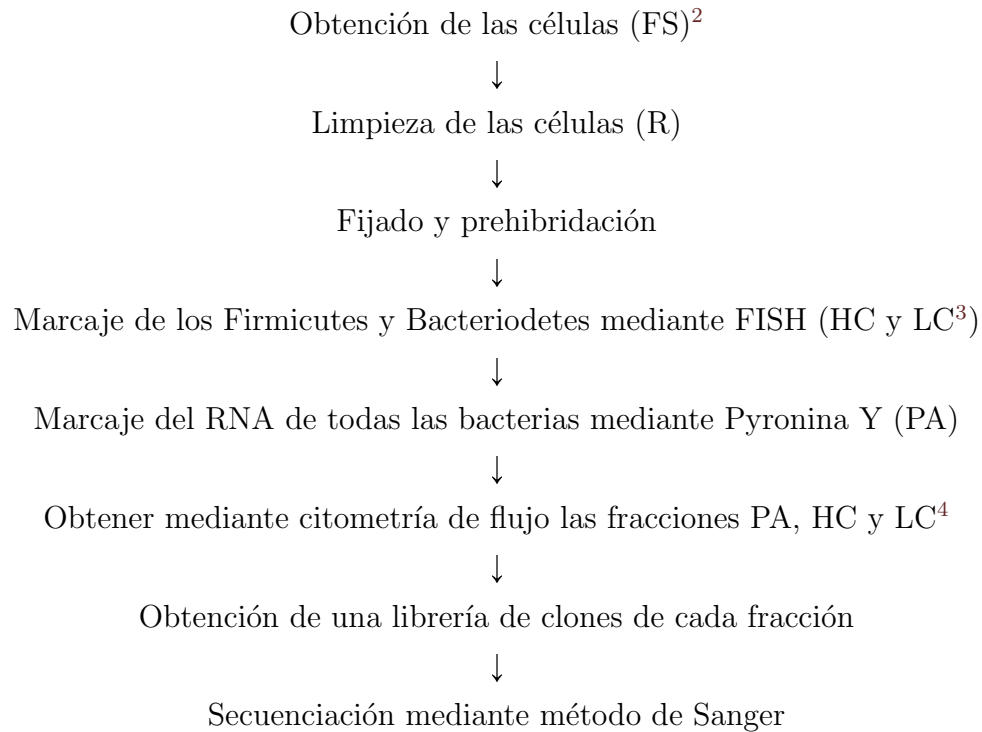 Obtención de las células (FS)²
↓
Limpieza de las células (R)
↓
Fijado y prehibridación
↓
Marcaje de los Firmicutes y Bacteriodetes mediante FISH (HC y LC³)
↓
Marcaje del RNA de todas las bacterias mediante Pyronina Y (PA)
↓
Obtener mediante citometría de flujo las fracciones PA, HC y LC⁴
↓
Obtención de una librería de clones de cada fracción
↓
Secuenciación mediante método de Sanger